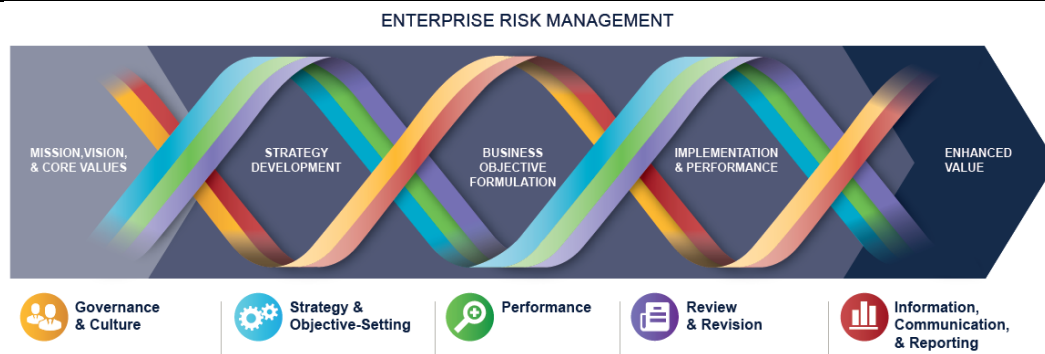 ENTERPRISE RISK MANAGEMENT
MISSION,VISION,
& CORE VALUES
STRATEGY
DEVELOPMENT
BUSINESS
OBJECTIVE
FORMULATION
IMPLEMENTATION
& PERFORMANCE
ENHANCED
VALUE
Governance
& Culture
Strategy &
Objective-Setting
Performance
Review
& Revision
Information,
Communication,
& Reporting